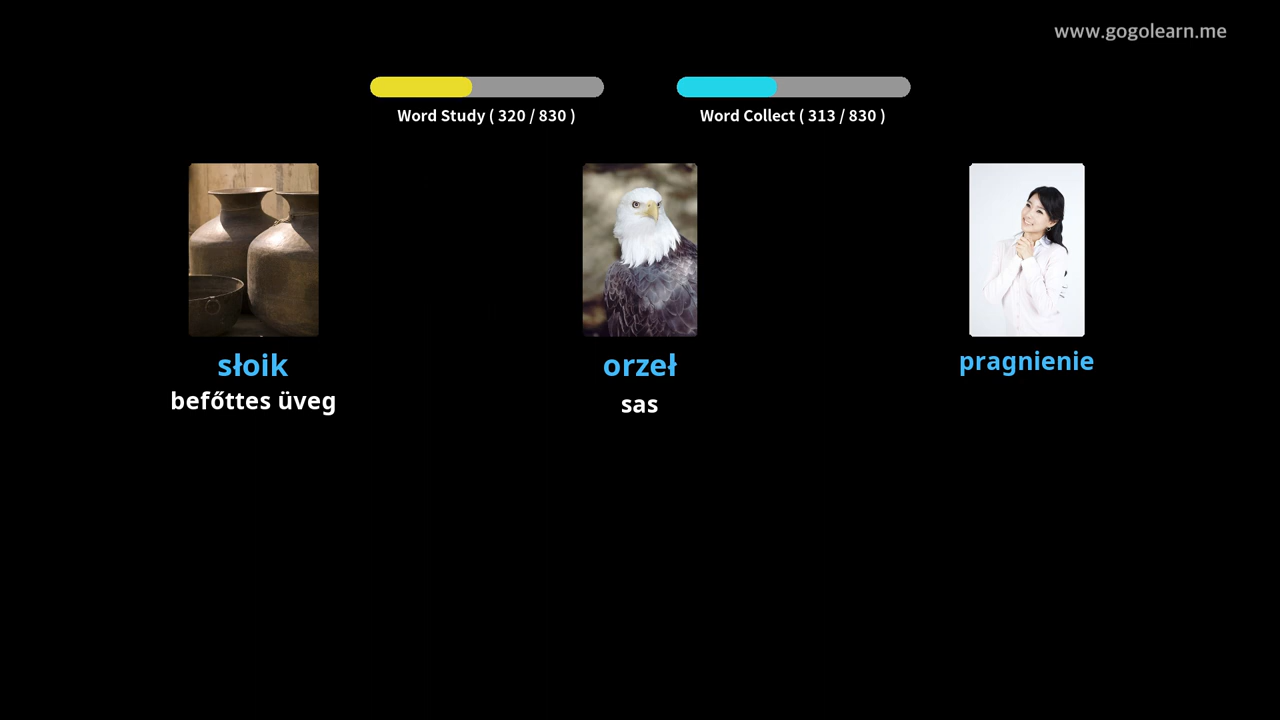 www.gogolearn.me
Word Study ( 320 / 830 )
Word Collect ( 313 / 830 )
słoik
befőttes üveg
orzeł
sas
pragnienie